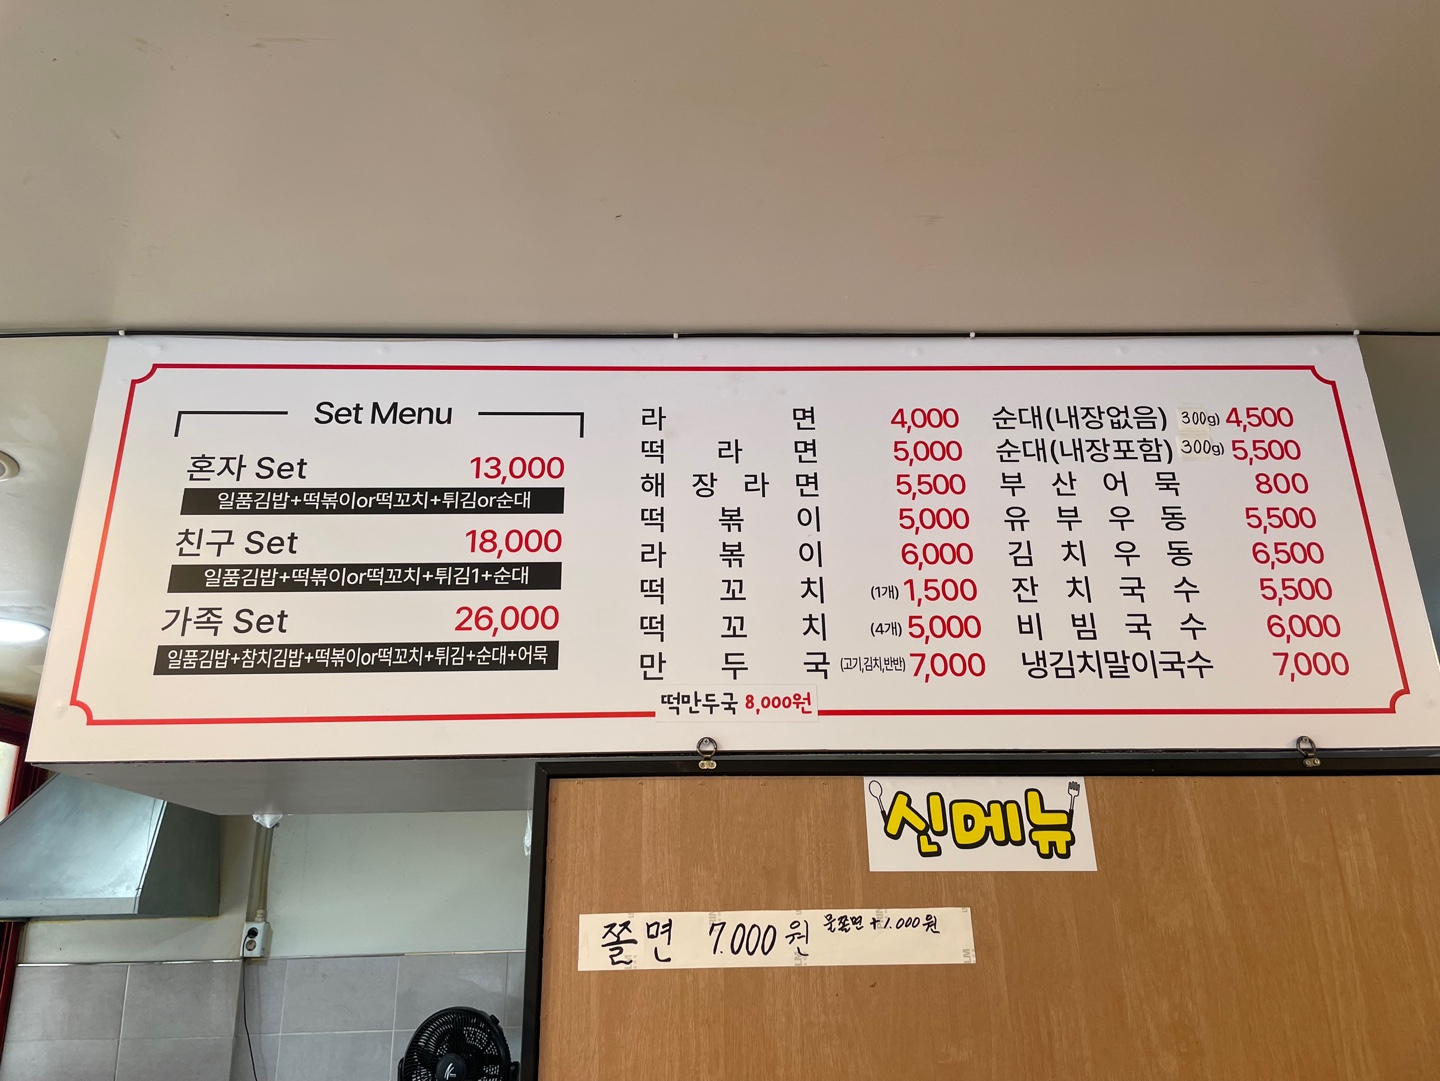 Set Menu
혼자 Set 13,000
일품김밥+떡볶이or떡꼬치+튀김or순대
친구 Set 18,000
일품김밥+떡볶이or떡꼬치+튀김1+순대
가족 Set 26,000
일품김밥+참치김밥+떡볶이or떡꼬치+튀김+순대+어묵
라면 4,000
떡라면 5,000
해장라면 5,500
떡볶이 5,000
라볶이 6,000
떡꼬치 (1개) 1,500
떡꼬치 (4개) 5,000
만두국 (고기,김치,반반) 7,000
떡만두국 8,000원
순대(내장없음) 300g) 4,500
순대(내장포함) 300g) 5,500
부산어묵 800
유부우동 5,500
김치우동 6,500
잔치국수 5,500
비빔국수 6,000
냉김치말이국수 7,000
신메뉴
쫄면 7.000원 물쫄면 +1.000원